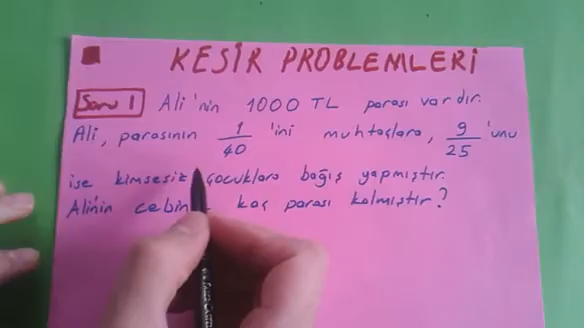 KESİR PROBLEMLERİ
Soru 1 Ali'nin 1000 TL parası vardır.
Ali, parasının 1/40 'ini muhtaçlara, 9/25 'unu
ise kimsesiz çocuklara bağış yapmıştır.
Ali'nin kaç parası kalmıştır?